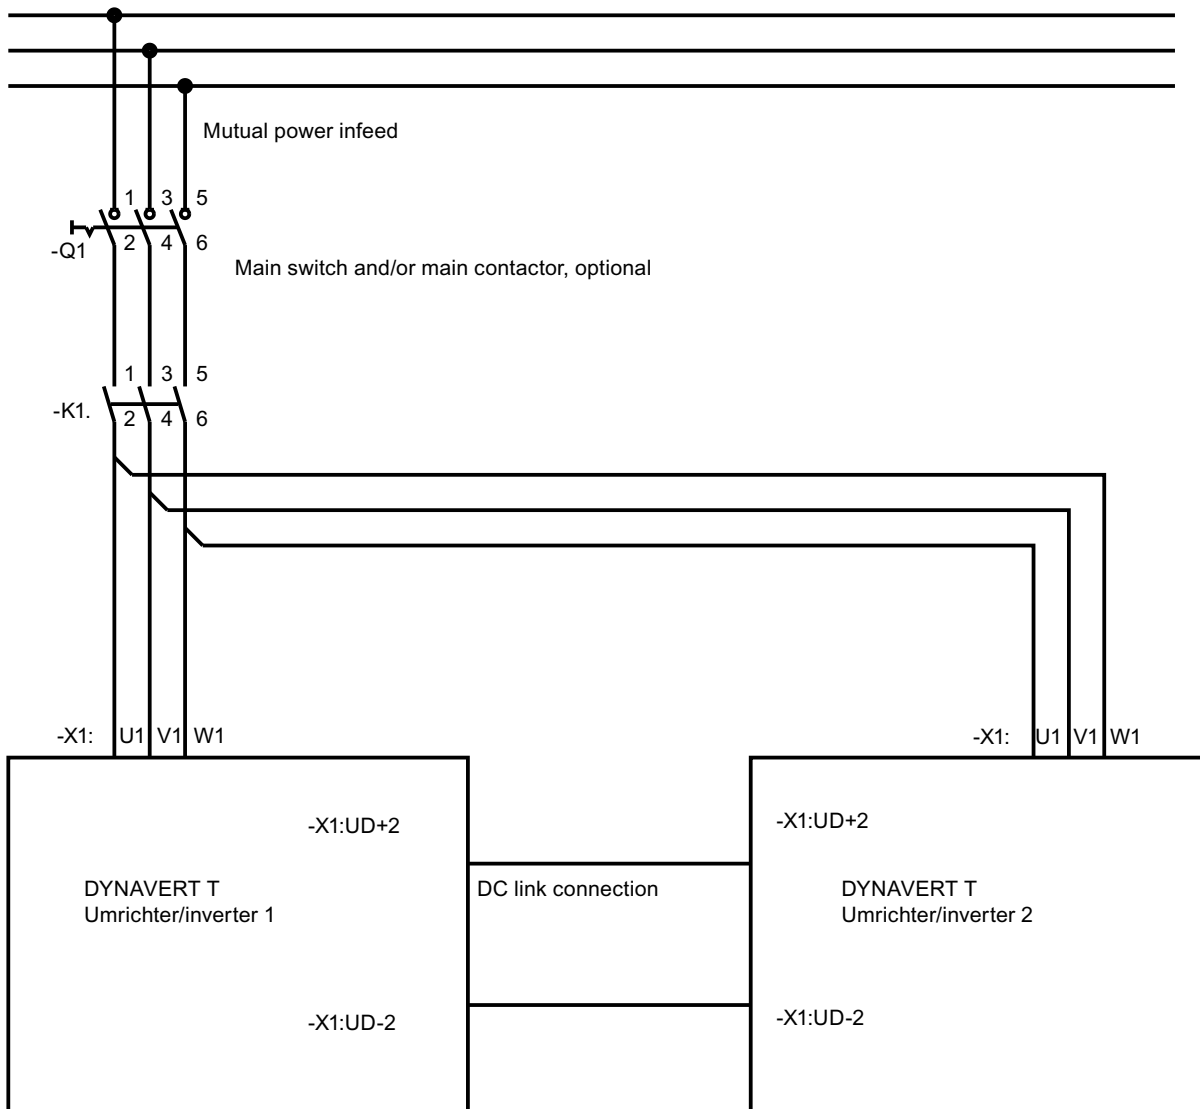 Mutual power infeed
1 3 5
-Q1
2 4 6
Main switch and/or main contactor, optional
1 3 5
-K1.
2 4 6
-X1: U1 V1 W1
-X1: U1 V1 W1
-X1:UD+2
-X1:UD+2
DYNAVERT T
Umrichter/inverter 1
DC link connection
DYNAVERT T
Umrichter/inverter 2
-X1:UD-2
-X1:UD-2